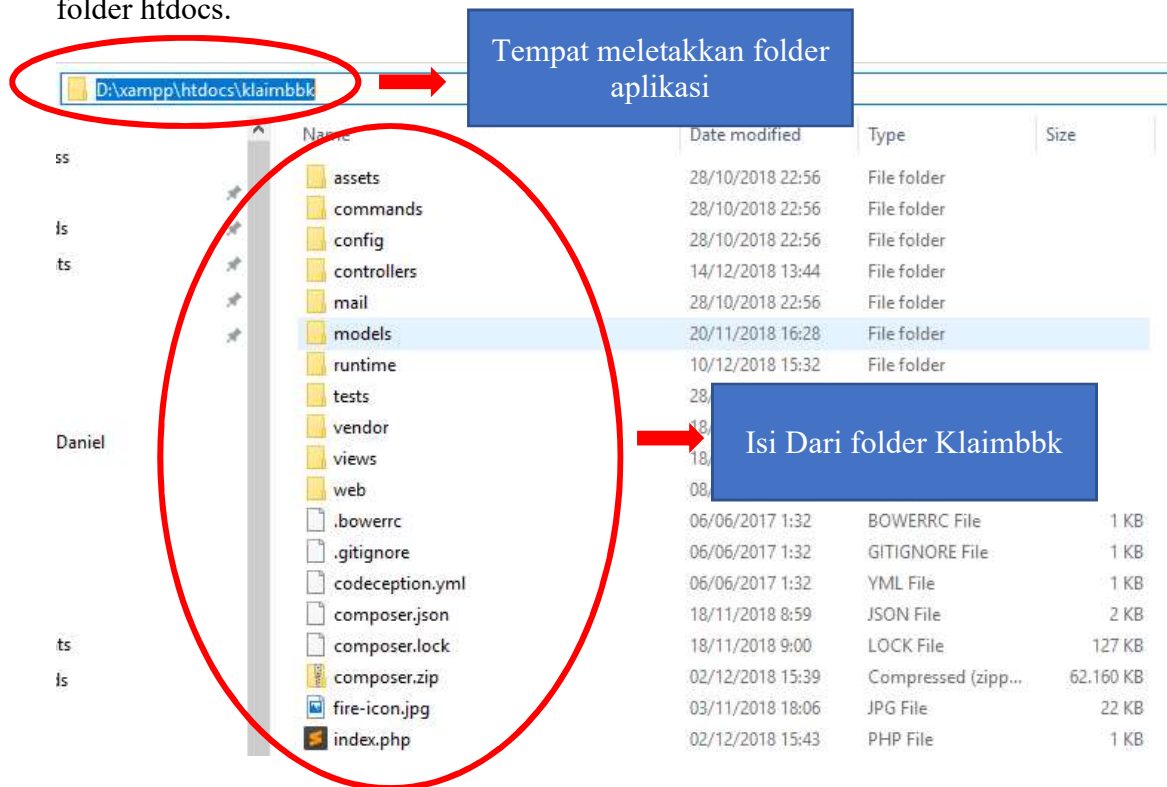 folder htdocs.
Tempat meletakkan folder
aplikasi
D:\xampp\htdocs\klaimbbk
Name Date modified Type Size
ss
assets 28/10/2018 22:56 File folder
commands 28/10/2018 22:56 File folder
ds
config 28/10/2018 22:56 File folder
ts
controllers 14/12/2018 13:44 File folder
mail 28/10/2018 22:56 File folder
models 20/11/2018 16:28 File folder
runtime 10/12/2018 15:32 File folder
tests 28/
vendor 18/
Daniel
Isi Dari folder Klaimbbk
views 18/
web 08/
.bowerrc 06/06/2017 1:32 BOWERRC File 1 KB
.gitignore 06/06/2017 1:32 GITIGNORE File 1 KB
codeception.yml 06/06/2017 1:32 YML File 1 KB
composer.json 18/11/2018 8:59 JSON File 2 KB
ts
composer.lock 18/11/2018 9:00 LOCK File 127 KB
ds
composer.zip 02/12/2018 15:39 Compressed (zipp... 62.160 KB
fire-icon.jpg 03/11/2018 18:06 JPG File 22 KB
index.php 02/12/2018 15:43 PHP File 1 KB